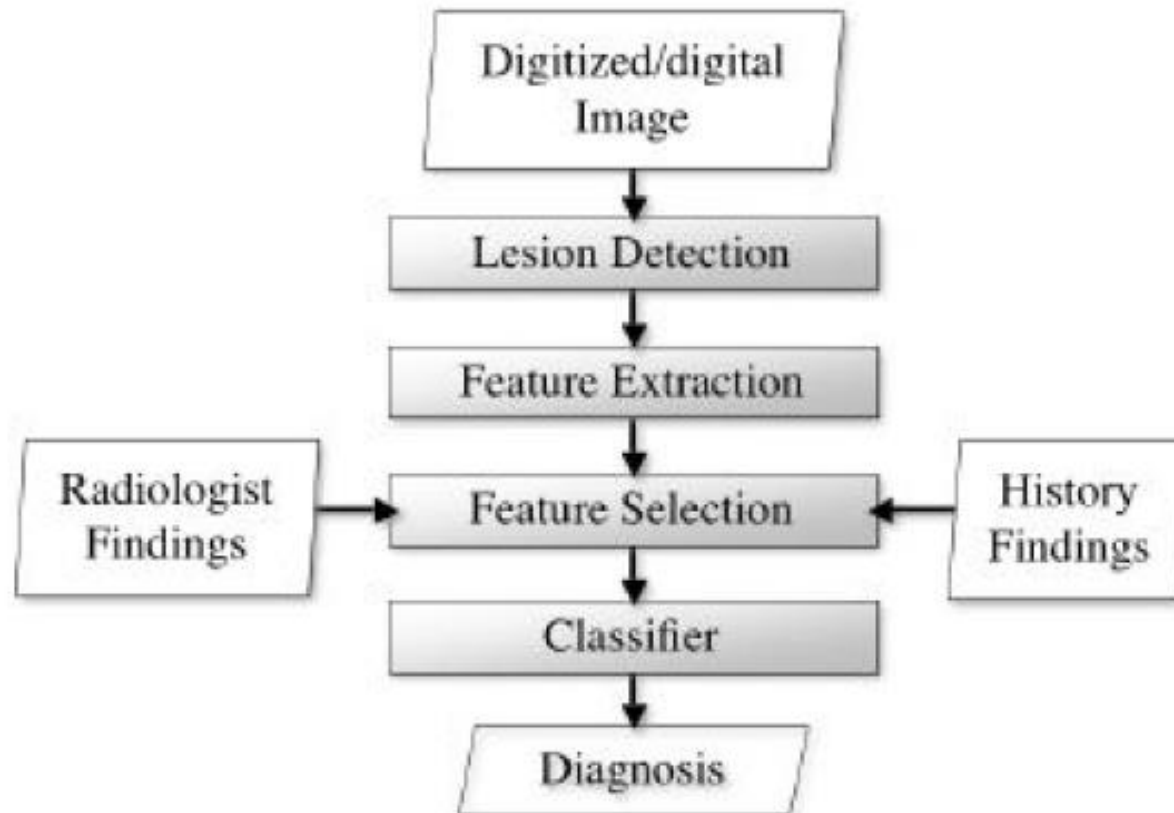 Digitized/digital
Image
Lesion Detection
Feature Extraction
Radiologist
Findings
Feature Selection
History
Findings
Classifier
Diagnosis